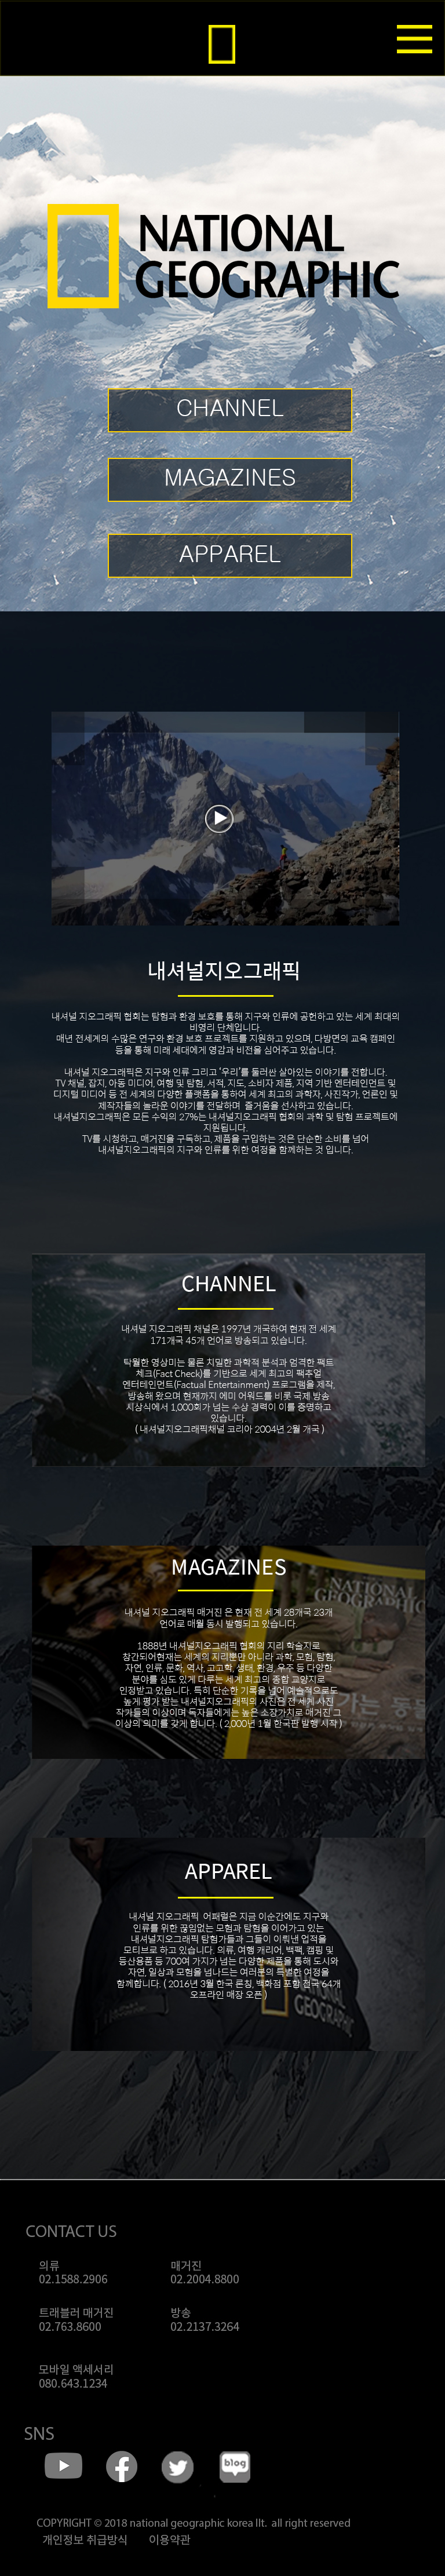 NATIONAL
GEOGRAPHIC
CHANNEL
MAGAZINES
APPAREL
내셔널지오그래픽
내셔널 지오그래픽 협회는 탐험과 환경 보호를 통해 지구와 인류에 공헌하고 있는 세계 최대의
비영리 단체입니다.
매년 전세계의 수많은 연구와 환경 보호 프로젝트를 지원하고 있으며, 다방면의 교육 캠페인
등을 통해 미래 세대에게 영감과 비전을 심어주고 있습니다.
내셔널 지오그래픽은 지구와 인류 그리고 '우리'를 둘러싼 살아있는 이야기를 전합니다.
TV 채널, 잡지, 아동 미디어, 여행 및 탐험, 서적, 지도, 소비자 제품, 지역 기반 엔터테인먼트 및
디지털 미디어 등 전 세계의 다양한 플랫폼을 통하여 세계 최고의 과학자, 사진작가, 언론인 및
제작자들의 놀라운 이야기를 전달하며 즐거움을 선사하고 있습니다.
내셔널지오그래픽은 모든 수익의 27%는 내셔널지오그래픽 협회의 과학 및 탐험 프로젝트에
지원됩니다.
TV를 시청하고, 매거진을 구독하고, 제품을 구입하는 것은 단순한 소비를 넘어
내셔널지오그래픽의 지구와 인류를 위한 여정을 함께하는 것 입니다.
CHANNEL
내셔널 지오그래픽 채널은 1997년 개국하여 현재 전 세계
171개국 45개 언어로 방송되고 있습니다.
탁월한 영상미는 물론 치밀한 과학적 분석과 엄격한 팩트
체크(Fact Check)를 기반으로 세계 최고의 팩추얼
엔터테인먼트(Factual Entertainment) 프로그램을 제작,
방송해 왔으며 현재까지 에미 어워드를 비롯 국제 방송
시상식에서 1,000회가 넘는 수상 경력이 이를 증명하고
있습니다.
( 내셔널지오그래픽채널 코리아 2004년 2월 개국 )
MAGAZINES
내셔널 지오그래픽 매거진 은 현재 전 세계 28개국 23개
언어로 매월 동시 발행되고 있습니다.
1888년 내셔널지오그래픽 협회의 지리 학술지로
창간되어현재는 세계의 지리뿐만 아니라 과학, 모험, 탐험,
자연, 인류, 문화, 역사, 고고학, 생태, 환경, 우주 등 다양한
분야를 심도 있게 다루는 세계 최고의 종합 교양지로
인정받고 있습니다. 특히 단순한 기록을 넘어 예술적으로도
높게 평가 받는 내셔널지오그래픽의 사진은 전 세계 사진
작가들의 이상이며 독자들에게는 높은 소장가치로 매거진 그
이상의 의미를 갖게 합니다. ( 2,000년 1월 한국판 발행 시작 )
APPAREL
내셔널 지오그래픽 어패럴은 지금 이순간에도 지구와
인류를 위한 끊임없는 모험과 탐험을 이어가고 있는
내셔널지오그래픽 탐험가들과 그들이 이뤄낸 업적을
모티브로 하고 있습니다. 의류, 여행 캐리어, 백팩, 캠핑 및
등산용품 등 700여 가지가 넘는 다양한 제품을 통해 도시와
자연, 일상과 모험을 넘나드는 여러분의 특별한 여정을
함께합니다. ( 2016년 3월 한국 론칭, 백화점 포함 전국 64개
오프라인 매장 오픈 )
CONTACT US
의류
02.1588.2906
매거진
02.2004.8800
트래블러 매거진
02.763.8600
방송
02.2137.3264
모바일 액세서리
080.643.1234
SNS
blog
COPYRIGHT © 2018 national geographic korea llt. all right reserved
개인정보 취급방식 이용약관